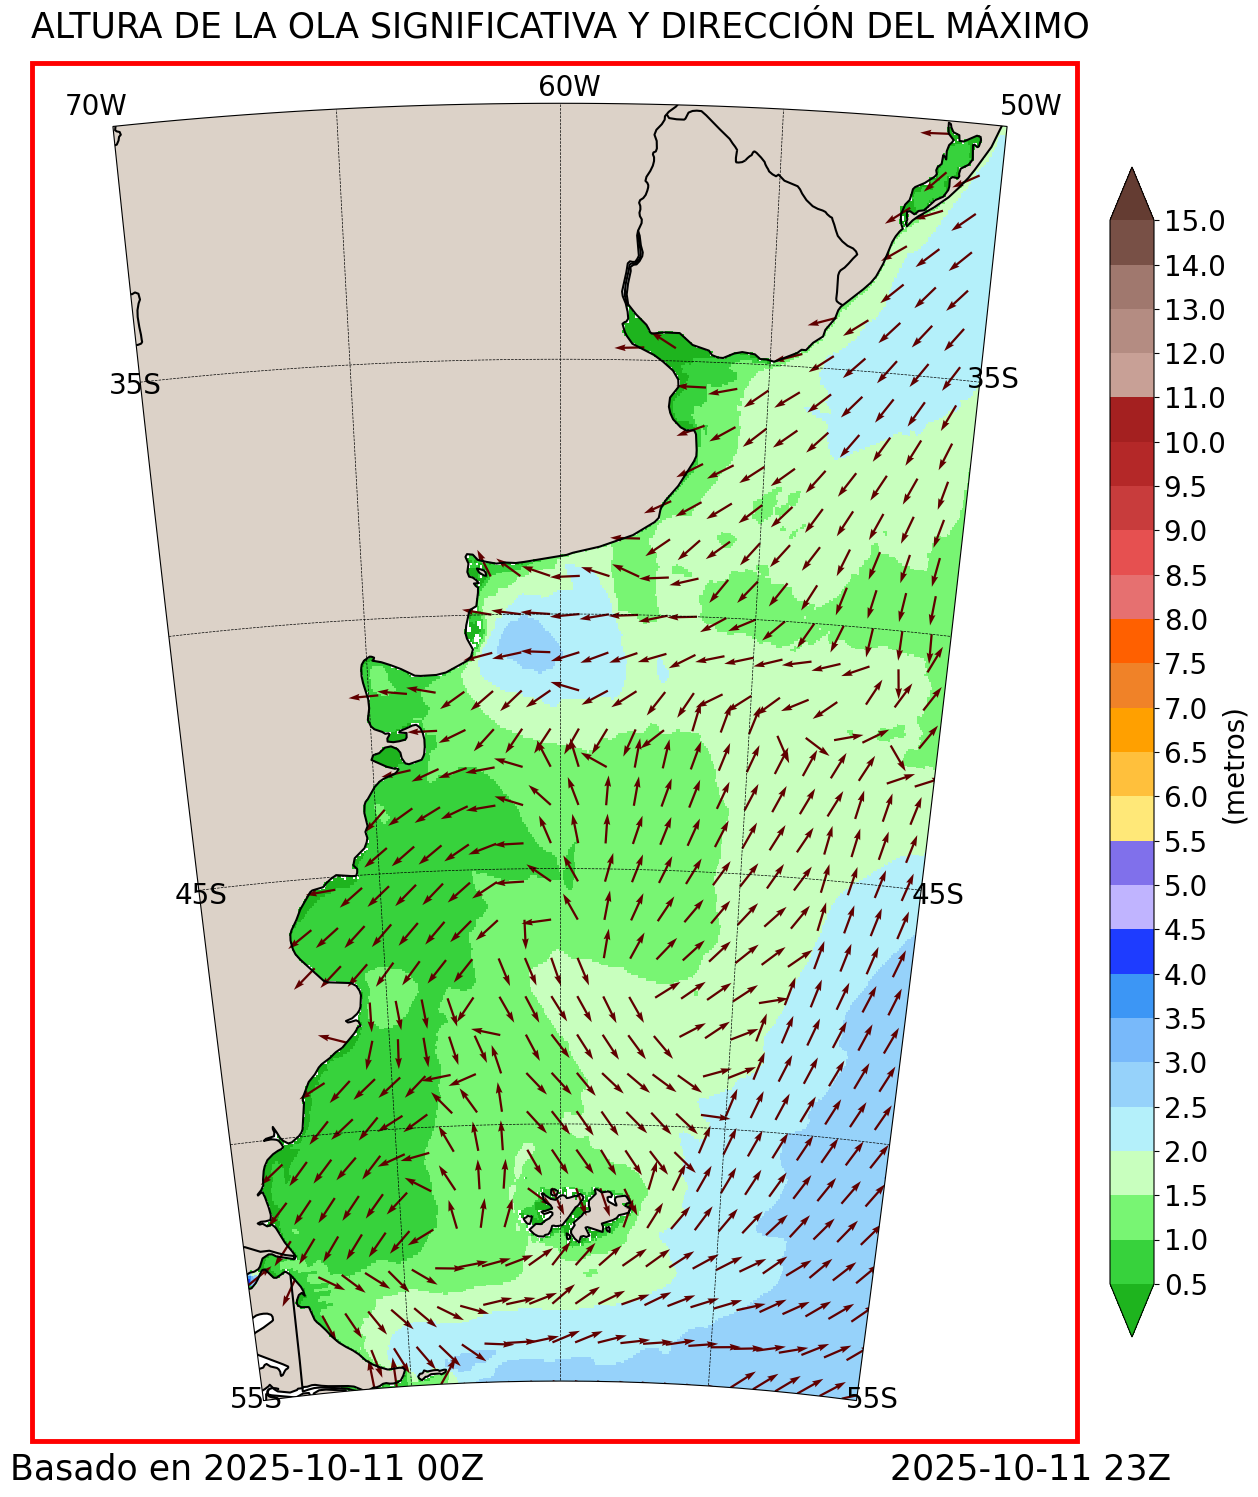 ALTURA DE LA OLA SIGNIFICATIVA Y DIRECCIÓN DEL MÁXIMO
70W
60W
50W
35S
35S
45S
45S
55S
55S
15.0
14.0
13.0
12.0
11.0
10.0
9.5
9.0
8.5
8.0
7.5
7.0
6.5
6.0
5.5
5.0
4.5
4.0
3.5
3.0
2.5
2.0
1.5
1.0
0.5
(metros)
Basado en 2025-10-11 00Z
2025-10-11 23Z